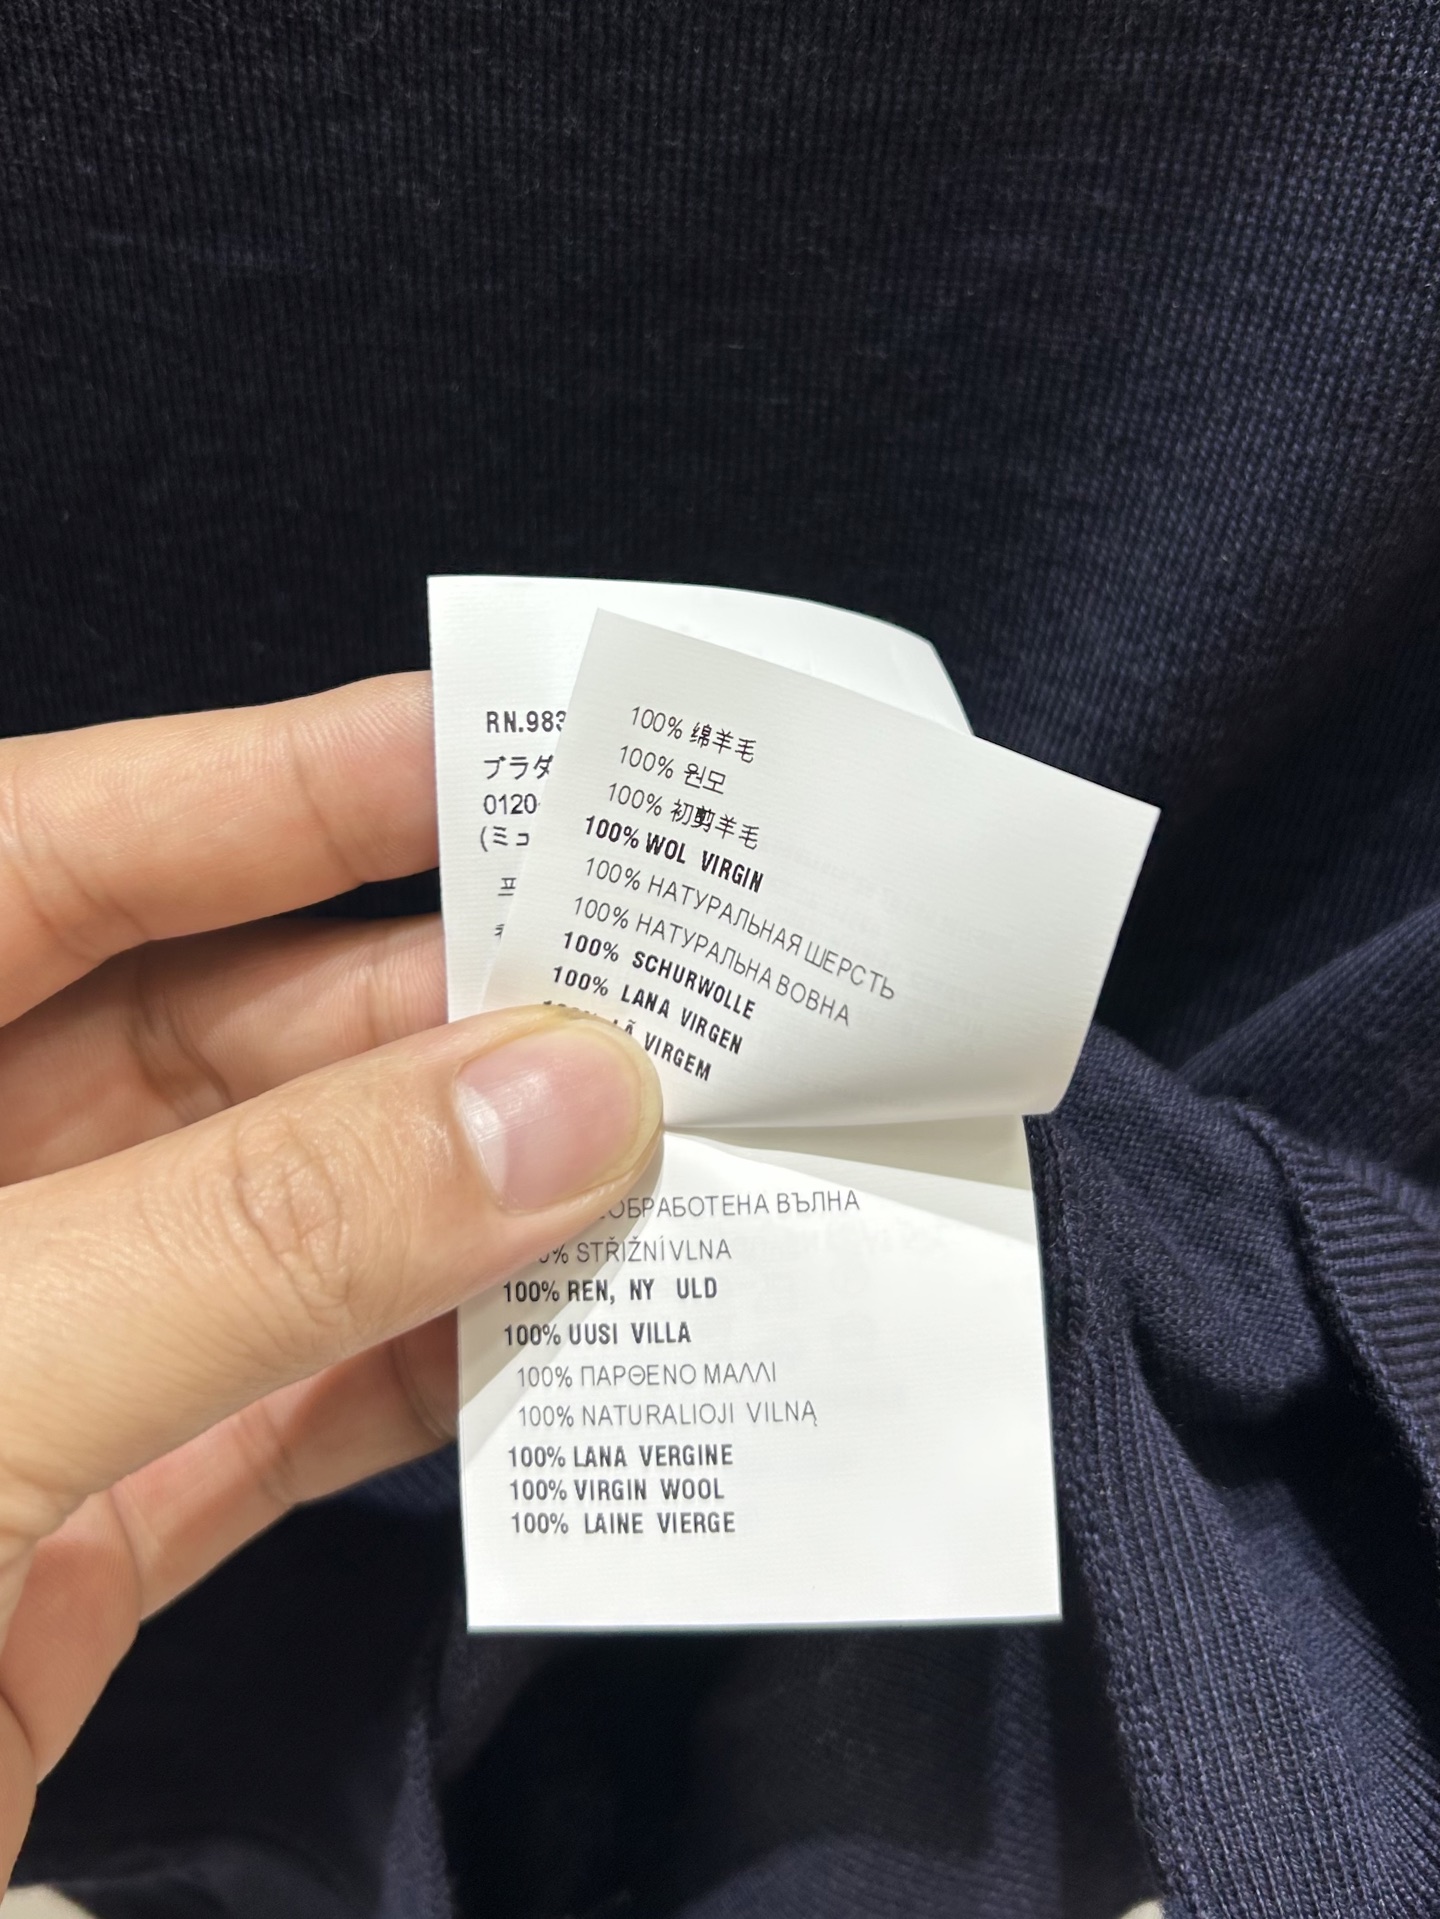 RN.983
プラダ
0120
(ミュ
프
100% 绵羊毛
100% 원모
100% 初剪羊毛
100% WOL VIRGIN
100% НАТУРАЛЬНАЯ ШЕРСТЬ
100% НАТУРАЛЬНА ВОВНА
100% SCHURWOLLE
100% LANA VIRGEN
LÃ VIRGEM
ОБРАБОТЕНА ВЪЛНА
% STŘIŽNÍ VLNA
100% REN, NY ULD
100% UUSI VILLA
100% ΠΑΡΘΕΝΟ ΜΑΛΛΙ
100% NATURALIOJI VILNĄ
100% LANA VERGINE
100% VIRGIN WOOL
100% LAINE VIERGE